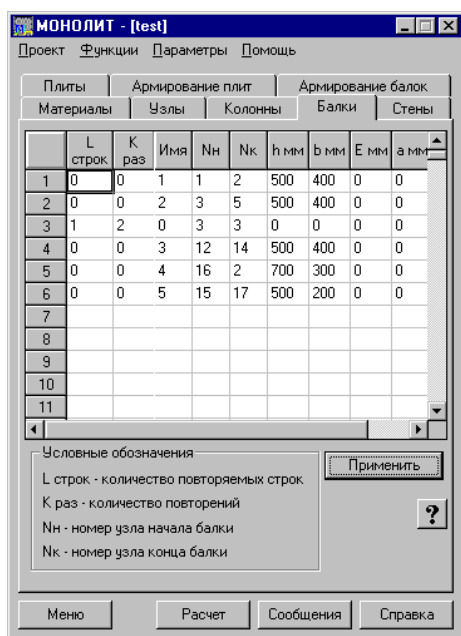 МОНОЛИТ - [test]
Проект Функции Параметры Помощь
Плиты Армирование плит Армирование балок
Материалы Узлы Колонны Балки Стены
L строк K раз Имя Nн Nк h мм b мм E мм a мм
1 0 0 1 1 2 500 400 0 0
2 0 0 2 3 5 500 400 0 0
3 1 2 0 3 3 0 0 0 0
4 0 0 3 12 14 500 400 0 0
5 0 0 4 16 2 700 300 0 0
6 0 0 5 15 17 500 200 0 0
7
8
9
10
11
Условные обозначения
L строк - количество повторяемых строк
K раз - количество повторений
Nн - номер узла начала балки
Nк - номер узла конца балки
Применить
?
Меню Расчет Сообщения Справка